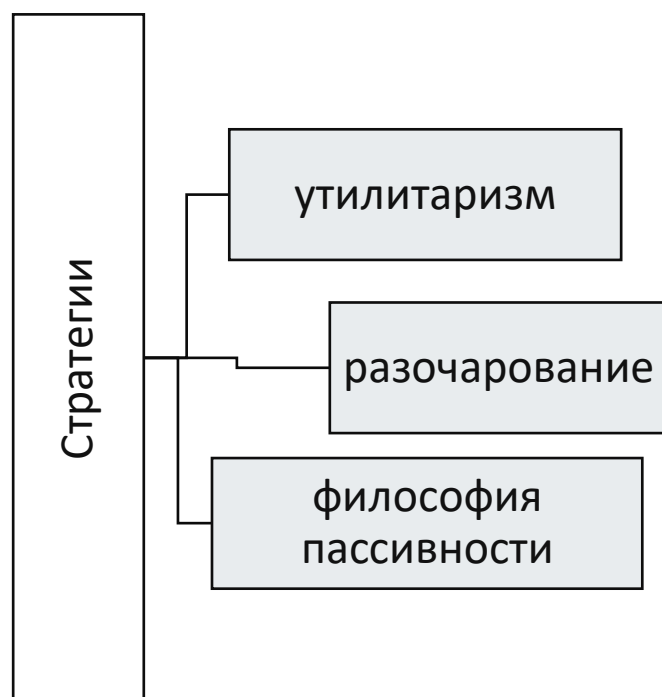 Стратегии
утилитаризм
разочарование
философия
пассивности